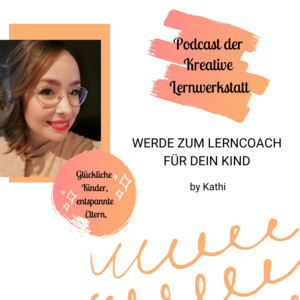 Podcast der
Kreative
Lernwerkstatt
WERDE ZUM LERNCOACH
FÜR DEIN KIND
by Kathi
Glückliche
Kinder,
entspannte
Eltern.